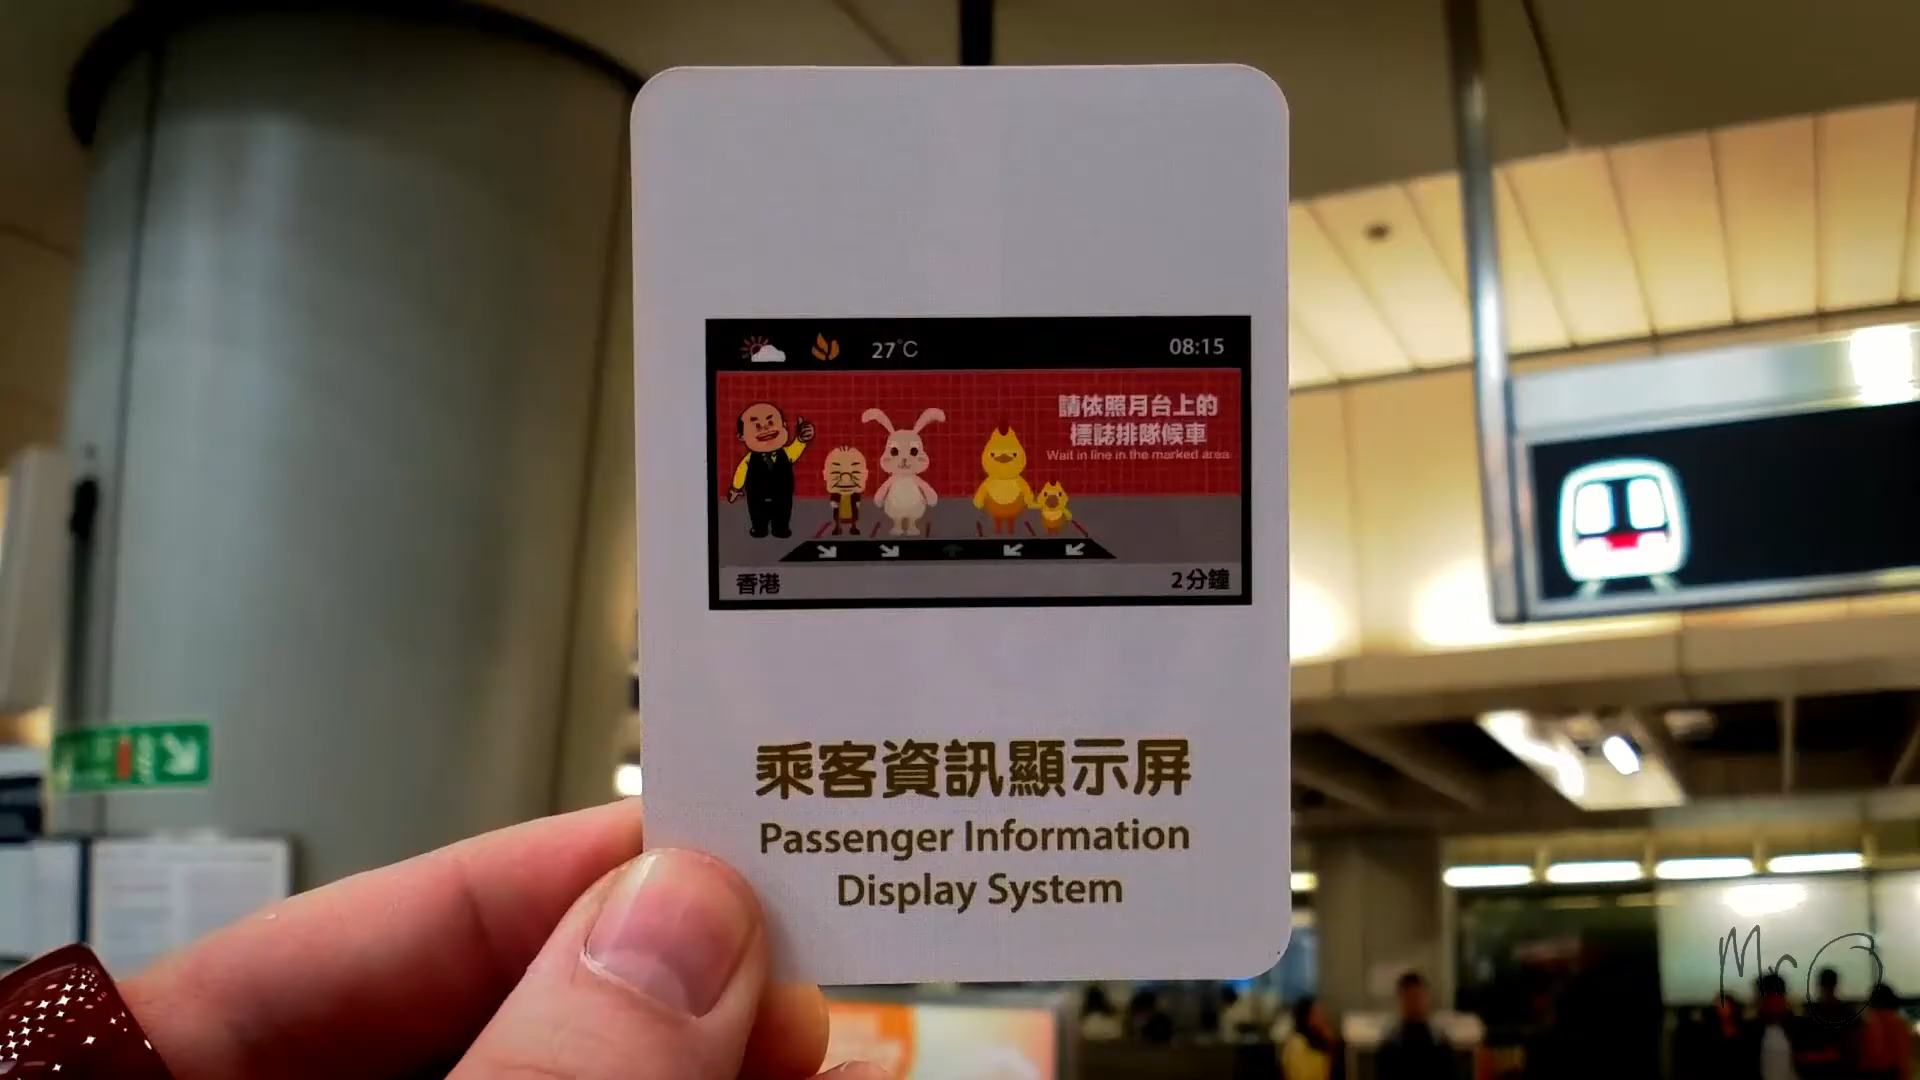 27°C 08:15
請依照月台上的
標誌排隊候車
Wait in line in the marked area
香港 2分鐘
乘客資訊顯示屏
Passenger Information
Display System
Mr